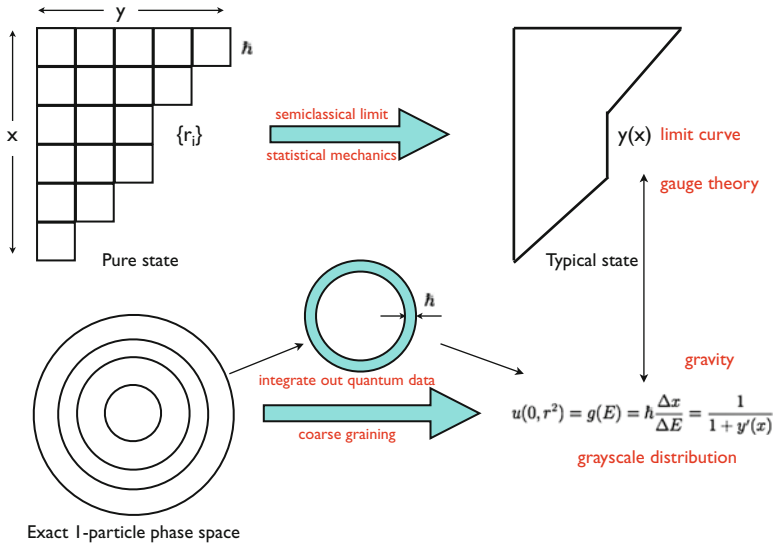 y
ħ
x
{r_i}
semiclassical limit
statistical mechanics
y(x) limit curve
gauge theory
Pure state
Typical state
ħ
gravity
integrate out quantum data
u(0, r²) = g(E) = ħ Δx/ΔE = 1/(1 + y′(x))
coarse graining
grayscale distribution
Exact 1-particle phase space